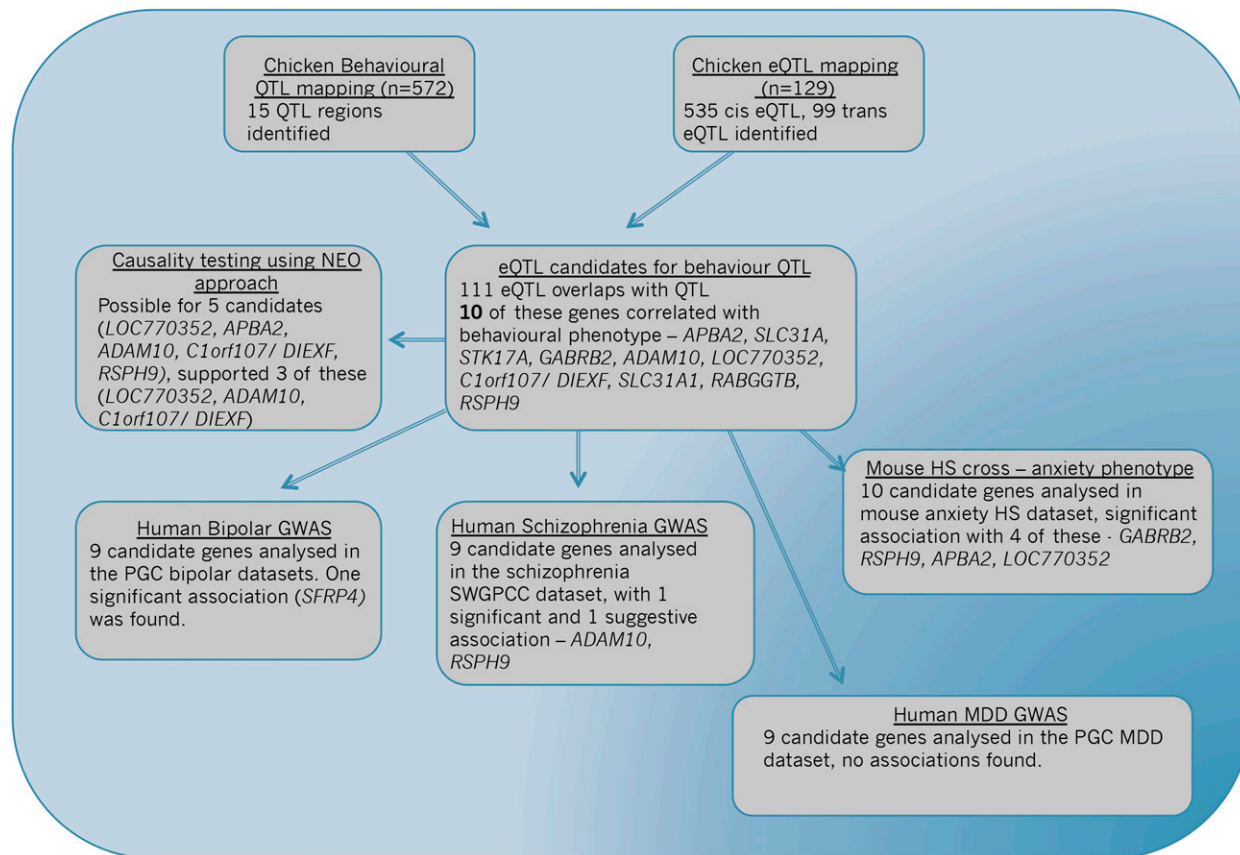 Chicken Behavioural
QTL mapping (n=572)
15 QTL regions
identified
Chicken eQTL mapping
(n=129)
535 cis eQTL, 99 trans
eQTL identified
Causality testing using NEO
approach
Possible for 5 candidates
(LOC770352, APBA2,
ADAM10, C1orf107/ DIEXF,
RSPH9), supported 3 of these
(LOC770352, ADAM10,
C1orf107/ DIEXF)
eQTL candidates for behaviour QTL
111 eQTL overlaps with QTL
10 of these genes correlated with
behavioural phenotype – APBA2, SLC31A,
STK17A, GABRB2, ADAM10, LOC770352,
C1orf107/ DIEXF, SLC31A1, RABGGTB,
RSPH9
Mouse HS cross – anxiety phenotype
10 candidate genes analysed in
mouse anxiety HS dataset, significant
association with 4 of these - GABRB2,
RSPH9, APBA2, LOC770352
Human Bipolar GWAS
9 candidate genes analysed in
the PGC bipolar datasets. One
significant association (SFRP4)
was found.
Human Schizophrenia GWAS
9 candidate genes analysed
in the schizophrenia
SWGPCC dataset, with 1
significant and 1 suggestive
association – ADAM10,
RSPH9
Human MDD GWAS
9 candidate genes analysed in the PGC MDD
dataset, no associations found.